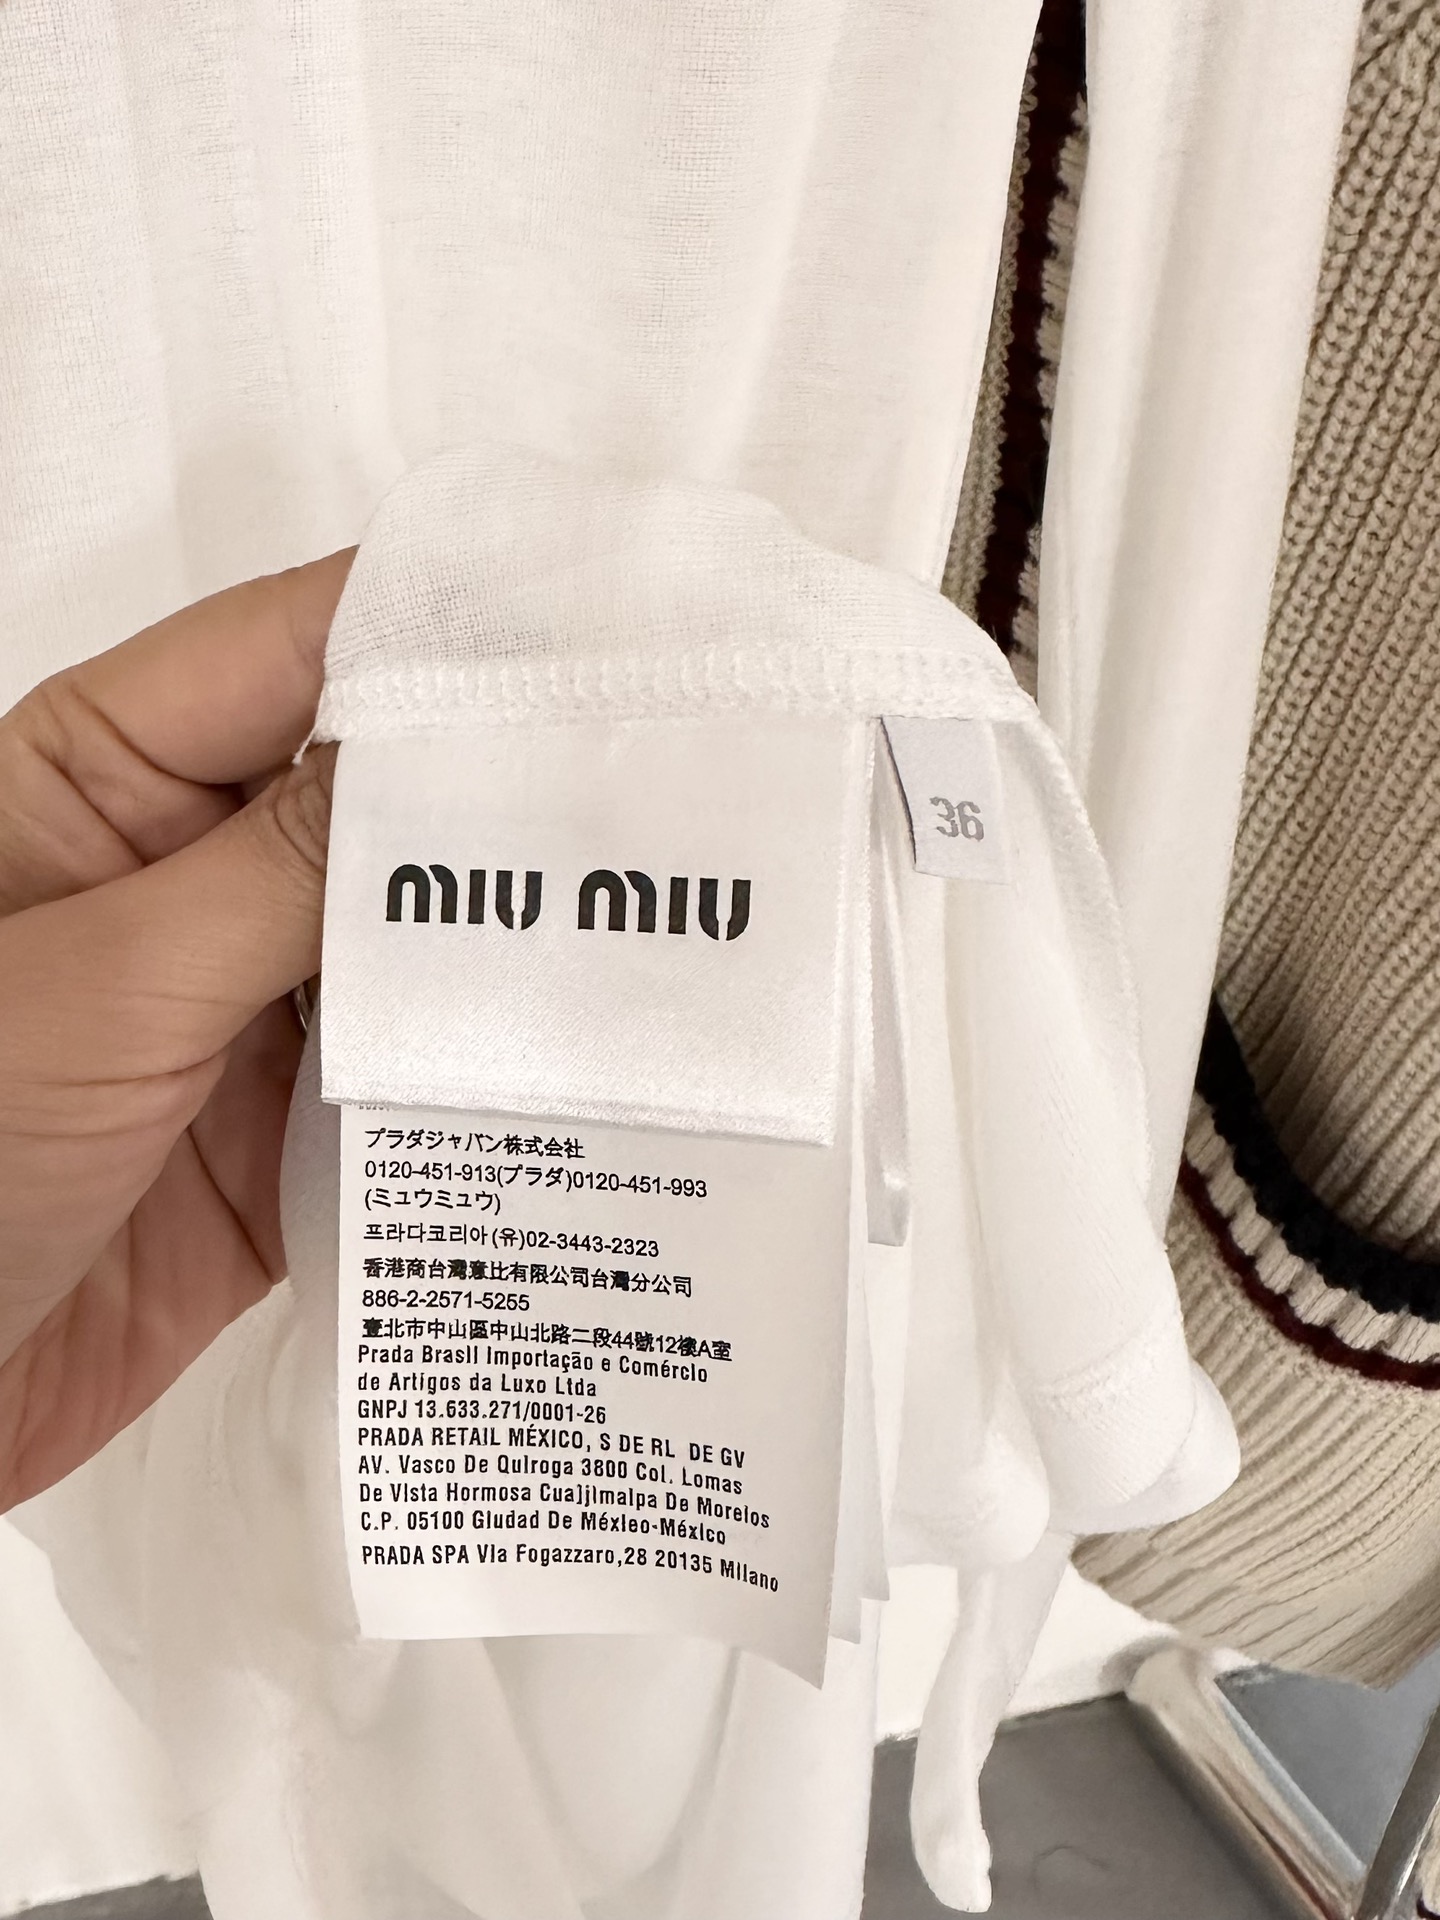 MIU MIU
36
プラダジャパン株式会社
0120-451-913(プラダ)0120-451-993
(ミュウミュウ)
프라다코리아(유)02-3443-2323
香港商台灣意比有限公司台灣分公司
886-2-2571-5255
臺北市中山區中山北路二段44號12樓A室
Prada Brasil Importação e Comércio
de Artigos da Luxo Ltda
GNPJ 13.633.271/0001-26
PRADA RETAIL MÉXICO, S DE RL DE GV
AV. Vasco De Quiroga 3800 Col. Lomas
De Vista Hormosa Cuajjimalpa De Morelos
C.P. 05100 Gludad De Méxleo-México
PRADA SPA Via Fogazzaro,28 20135 Milano